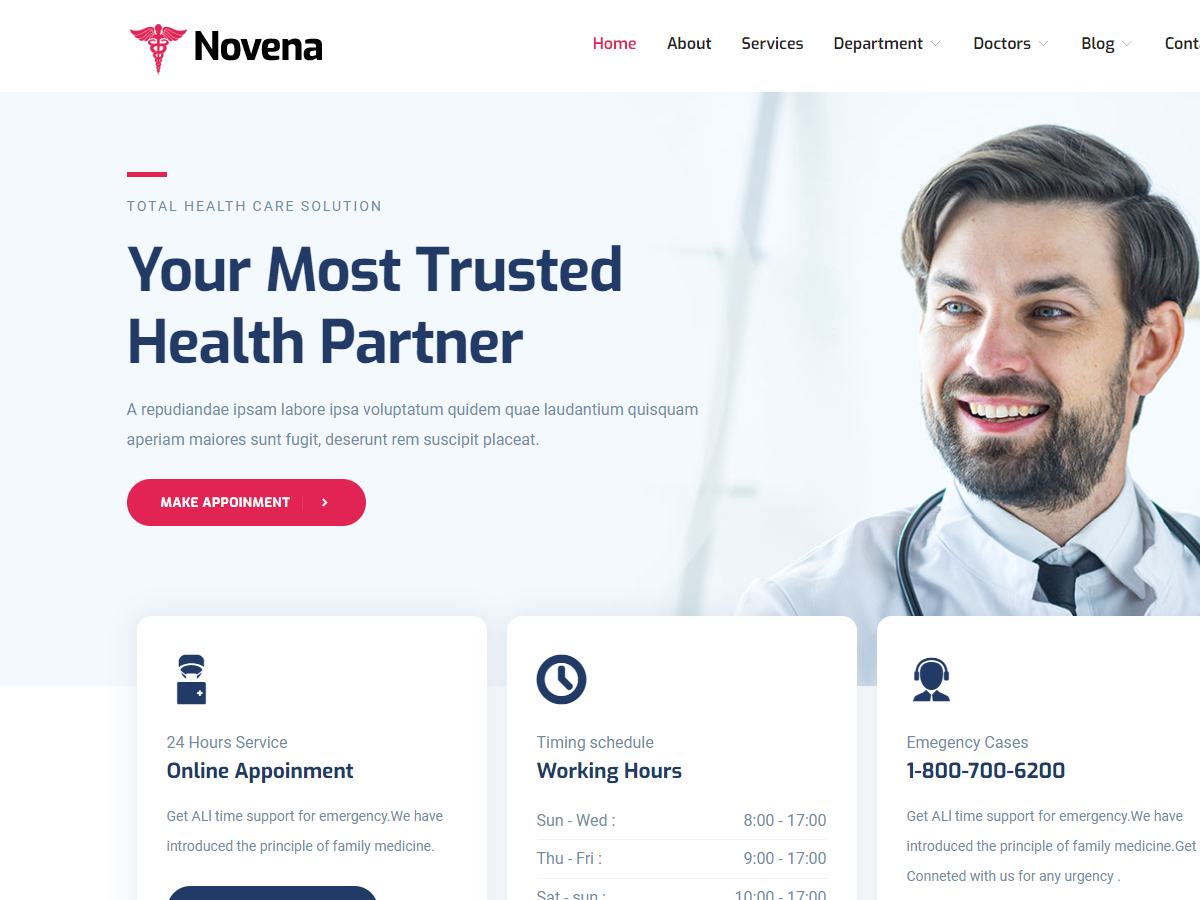 Novena
Home About Services Department Doctors Blog
TOTAL HEALTH CARE SOLUTION
Your Most Trusted
Health Partner
A repudiandae ipsam labore ipsa voluptatum quidem quae laudantium quisquam
aperiam maiores sunt fugit, deserunt rem suscipit placeat.
MAKE APPOINMENT
24 Hours Service
Online Appoinment
Get ALl time support for emergency.We have
introduced the principle of family medicine.
Timing schedule
Working Hours
Sun - Wed : 8:00 - 17:00
Thu - Fri : 9:00 - 17:00
Sat - sun : 10:00 - 17:00
Emegency Cases
1-800-700-6200
Get ALl time support for emergency.We have
introduced the principle of family medicine.Get
Conneted with us for any urgency .